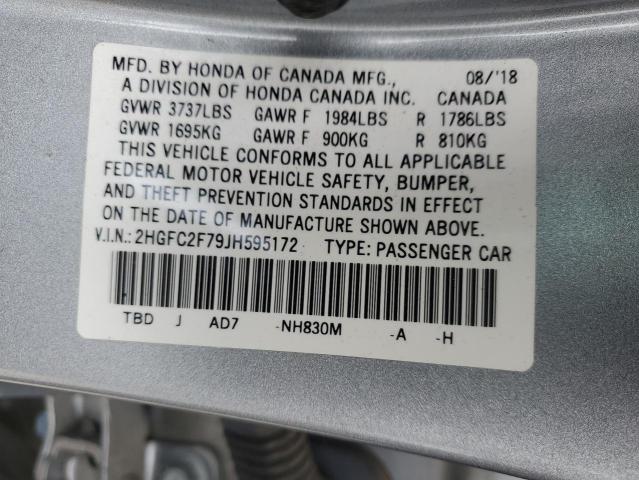 MFD. BY HONDA OF CANADA MFG., 08/'18
A DIVISION OF HONDA CANADA INC. CANADA
GVWR 3737LBS GAWR F 1984LBS R 1786LBS
GVWR 1695KG GAWR F 900KG R 810KG
THIS VEHICLE CONFORMS TO ALL APPLICABLE
FEDERAL MOTOR VEHICLE SAFETY, BUMPER,
AND THEFT PREVENTION STANDARDS IN EFFECT
ON THE DATE OF MANUFACTURE SHOWN ABOVE.
V.I.N.: 2HGFC2F79JH595172 TYPE: PASSENGER CAR
TBD J AD7 -NH830M -A -H